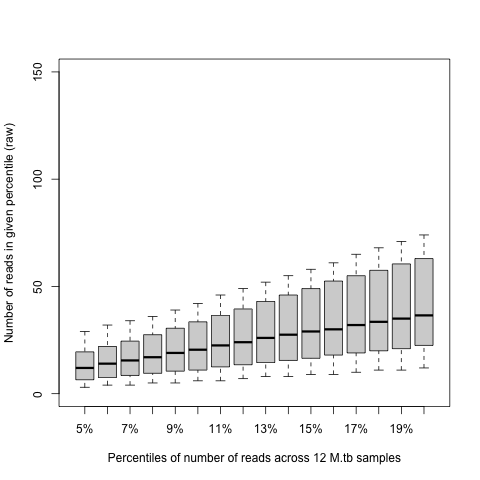 Number of reads in given percentile (raw)
150
100
50
0
5% 7% 9% 11% 13% 15% 17% 19%
Percentiles of number of reads across 12 M.tb samples